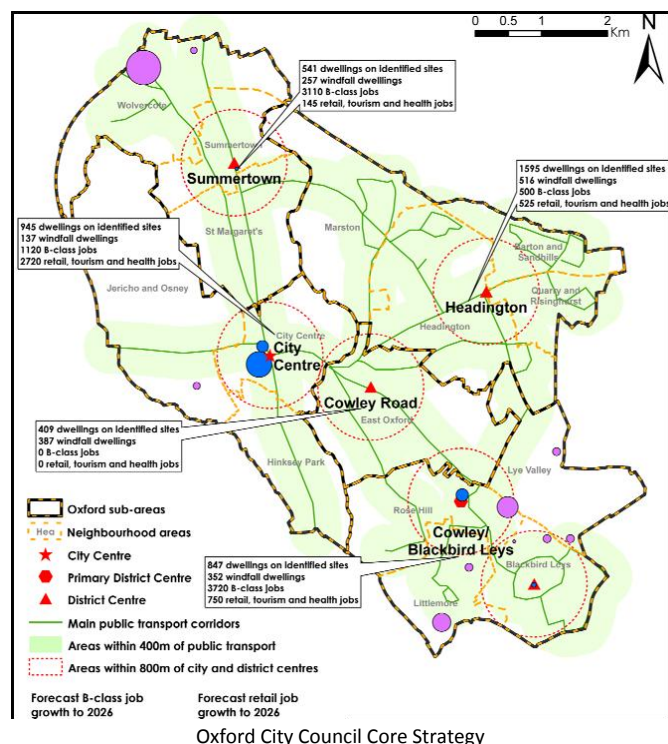 0 0.5 1 2
Km
N
541 dwellings on identified sites
257 windfall dwelllings
3110 B-class jobs
145 retail, tourism and health jobs
Wolvercote
Summertown
Summertown
1595 dwellings on identified sites
516 windfall dwellings
500 B-class jobs
525 retail, tourism and health jobs
945 dwellings on identified sites
137 windfall dwellings
1120 B-class jobs
2720 retail, tourism and health jobs
St Margaret's
Marston
Barton and
Sandhills
Jericho and Osney
Quarry and
Risinghurst
Headington
Headington
City Centre
City
Centre
Cowley Road
East Oxford
409 dwellings on identified sites
387 windfall dwellings
0 B-class jobs
0 retail, tourism and health jobs
Hinksey Park
Lye Valley
Rose Hill
Cowley/
Blackbird Leys
Blackbird Leys
847 dwellings on identified sites
352 windfall dwellings
3720 B-class jobs
750 retail, tourism and health jobs
Littlemore
Oxford sub-areas
Hea Neighbourhood areas
City Centre
Primary District Centre
District Centre
Main public transport corridors
Areas within 400m of public transport
Areas within 800m of city and district centres
Forecast B-class job
growth to 2026
Forecast retail job
growth to 2026
Oxford City Council Core Strategy